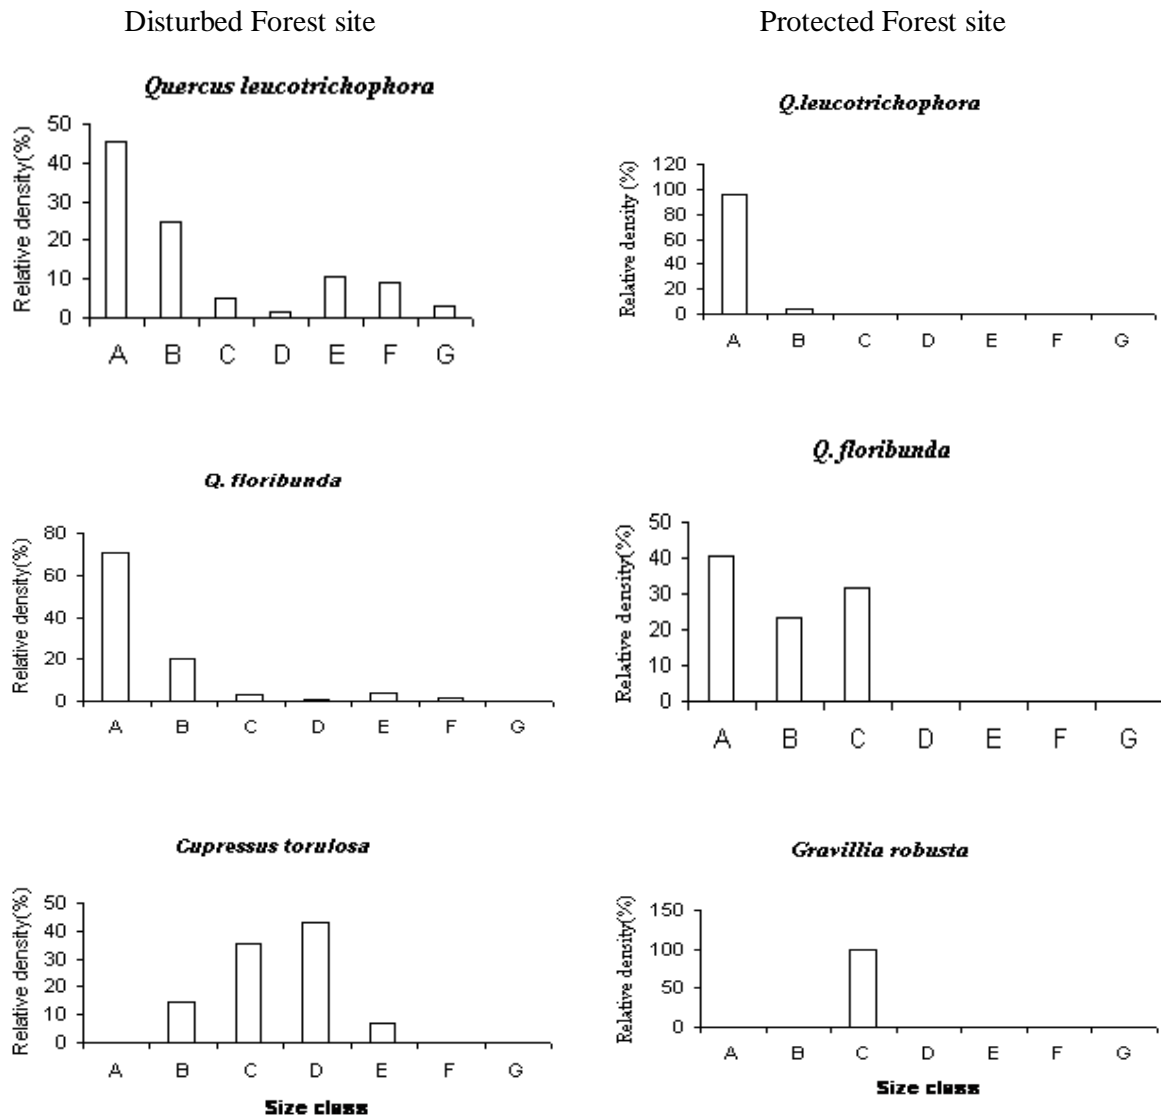 Disturbed Forest site
Protected Forest site
Quercus leucotrichophora
Relative density(%)
50
40
30
20
10
0
A B C D E F G
Q.leucotrichophora
Relative density (%)
120
100
80
60
40
20
0
A B C D E F G
Q. floribunda
Relative density(%)
80
60
40
20
0
A B C D E F G
Q. floribunda
Relative density(%)
50
40
30
20
10
0
A B C D E F G
Cupressus torulosa
Relative density(%)
50
40
30
20
10
0
A B C D E F G
Size class
Gravillia robusta
Relative density(%)
150
100
50
0
A B C D E F G
Size class